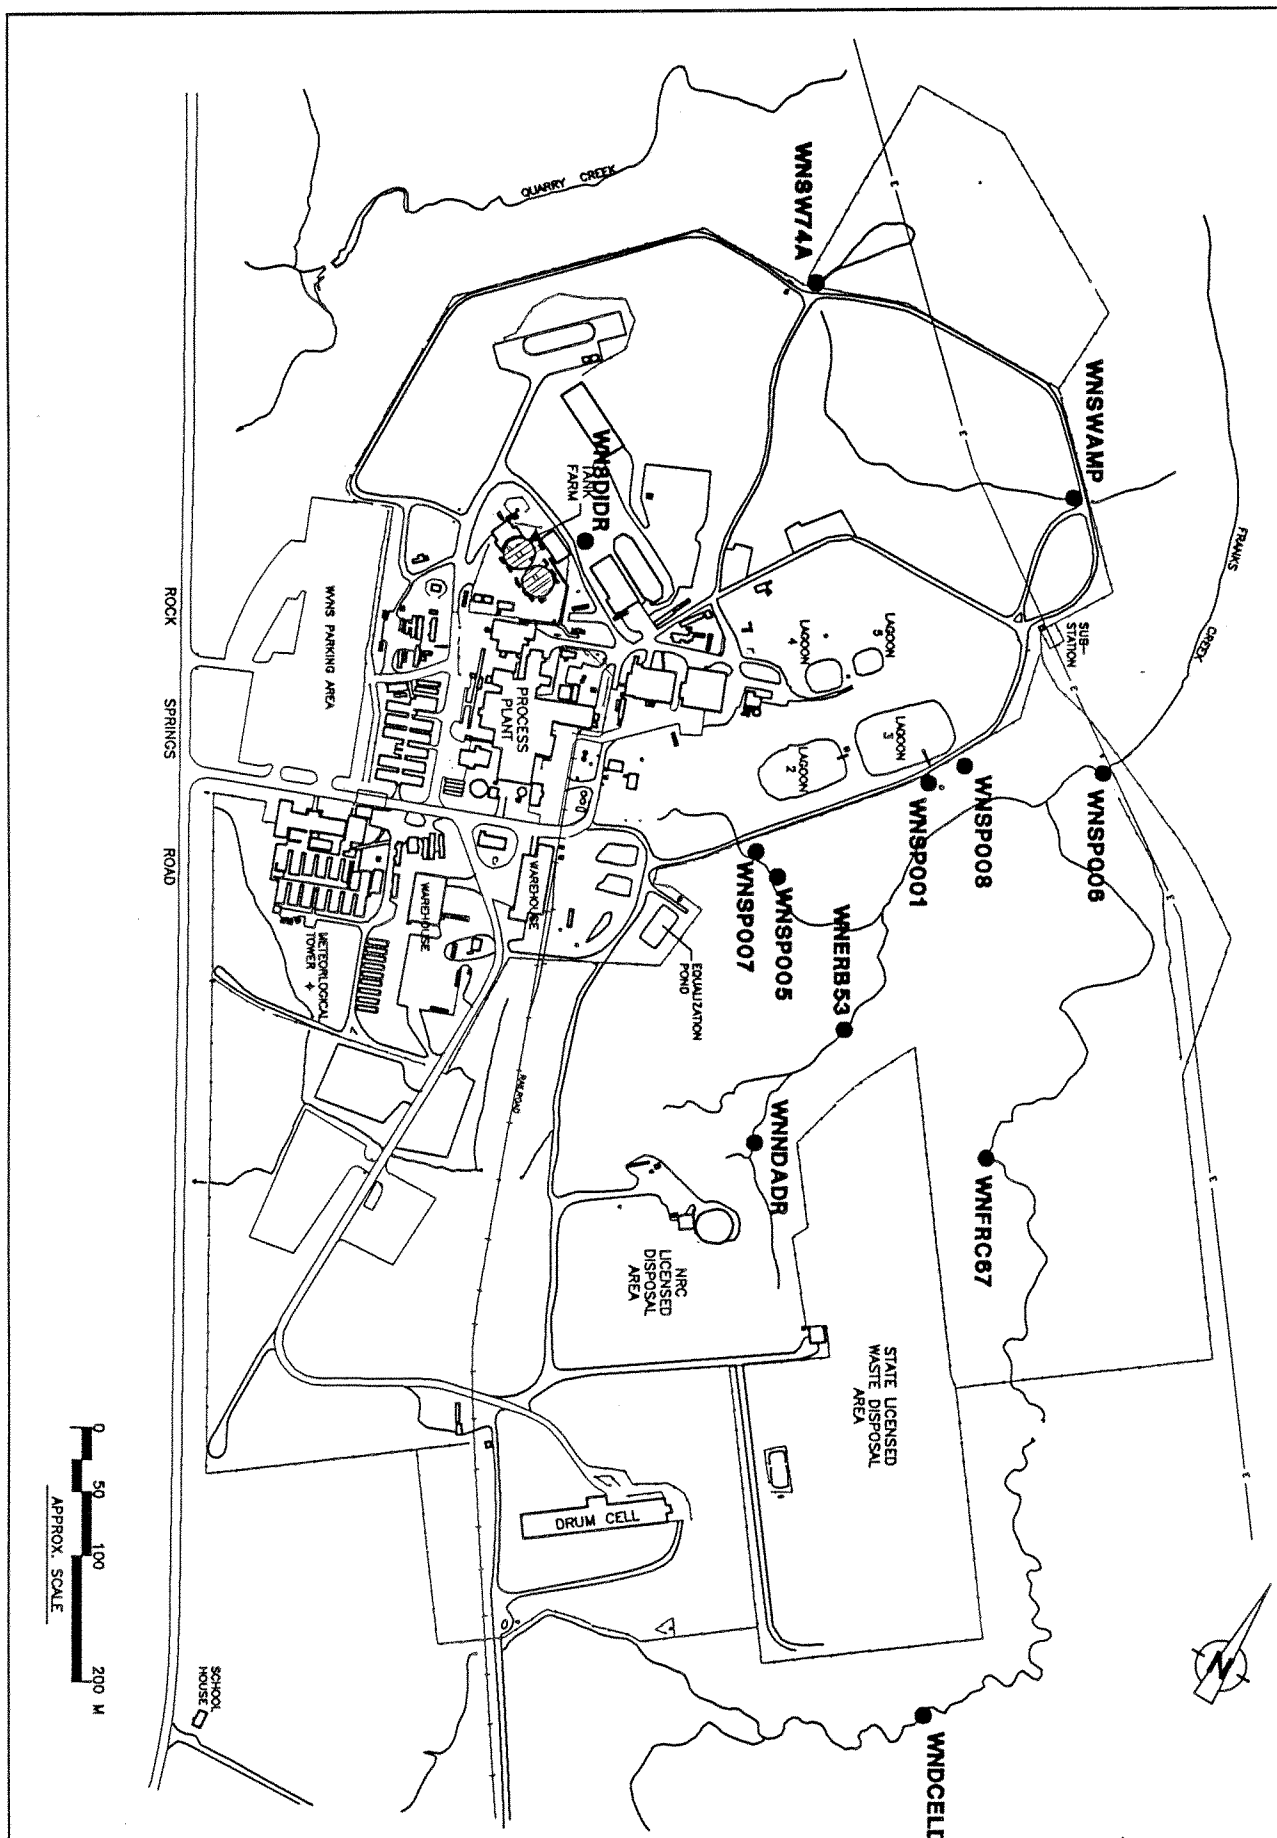 QUARRY CREEK
WNSW74A
WNSWAMP
FRANKS
CREEK
WN8DIDR
TANK
FARM
SUB-
STATION
LAGOON
5
LAGOON
4
LAGOON
3
LAGOON
2
WVNS PARKING AREA
PROCESS
PLANT
ROCK SPRINGS ROAD
WNSP006
WNSP008
WNSP001
WNSP007
WNSP005
WNERB53
WAREHOUSE
WAREHOUSE
METEORLOGICAL
TOWER
EQUALIZATION
POND
RAILROAD
WNNDADR
WNFRC67
NRC
LICENSED
DISPOSAL
AREA
STATE LICENSED
WASTE DISPOSAL
AREA
DRUM CELL
0 50 100 200 M
APPROX. SCALE
SCHOOL
HOUSE
N